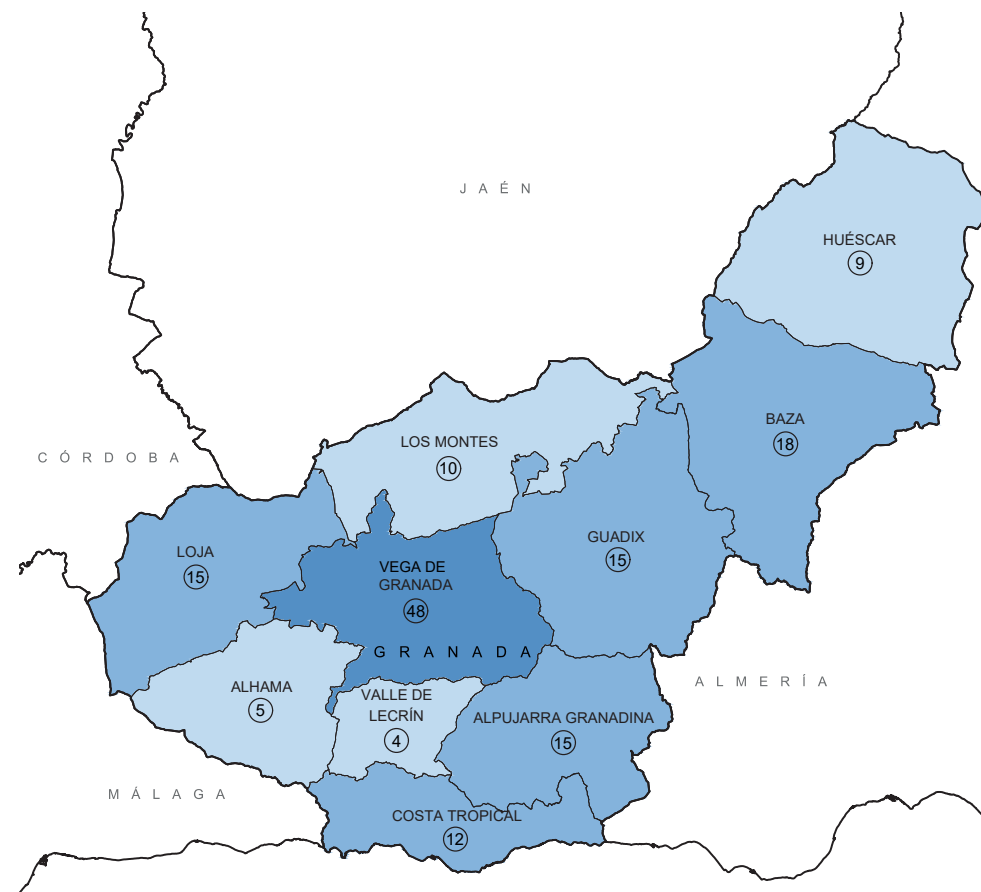 JAÉN
HUÉSCAR
9
BAZA
18
LOS MONTES
10
CÓRDOBA
GUADIX
15
LOJA
15
VEGA DE
GRANADA
48
GRANADA
ALMERÍA
ALHAMA
5
VALLE DE
LECRÍN
4
ALPUJARRA GRANADINA
15
MÁLAGA
COSTA TROPICAL
12